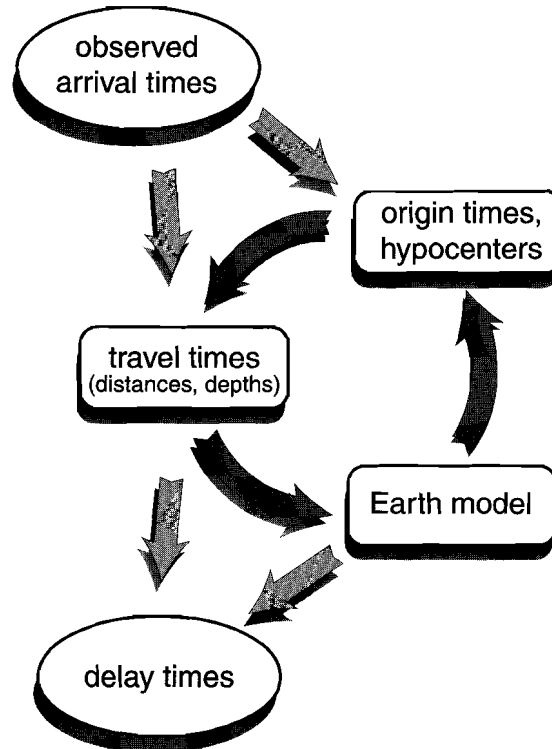 observed
arrival times
origin times,
hypocenters
travel times
(distances, depths)
Earth model
delay times